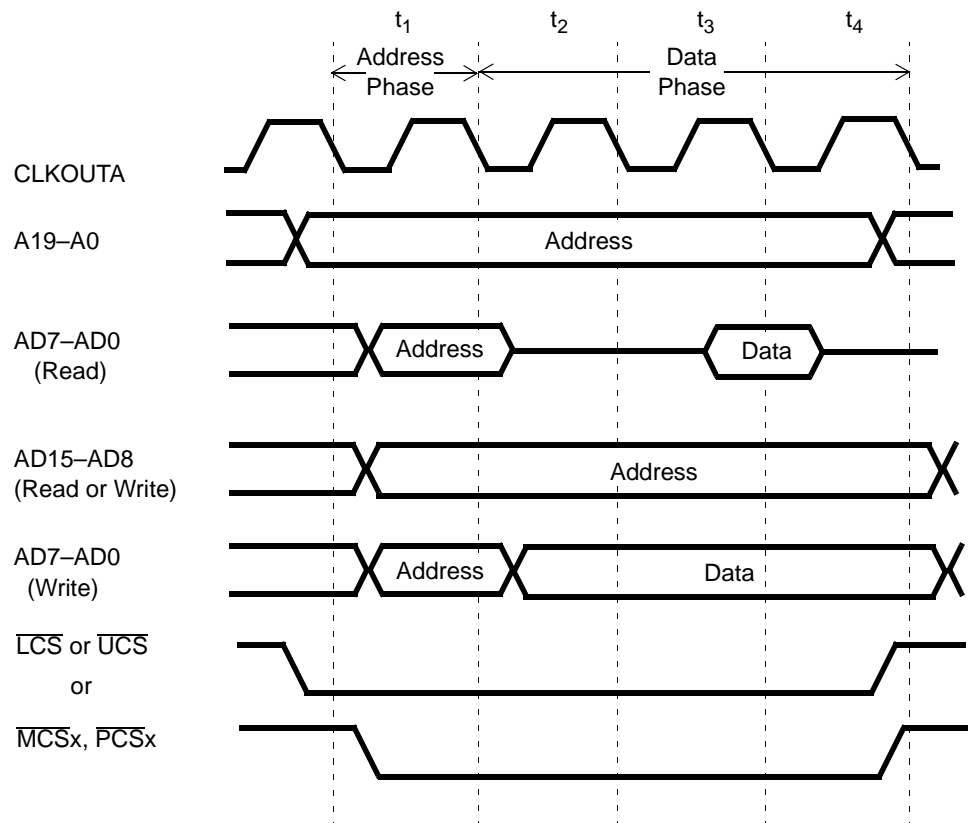 t1 t2 t3 t4
Address
Phase
Data
Phase
CLKOUTA
A19–A0
Address
AD7–AD0
(Read)
Address
Data
AD15–AD8
(Read or Write)
Address
AD7–AD0
(Write)
Address
Data
LCS or UCS
or
MCSx, PCSx